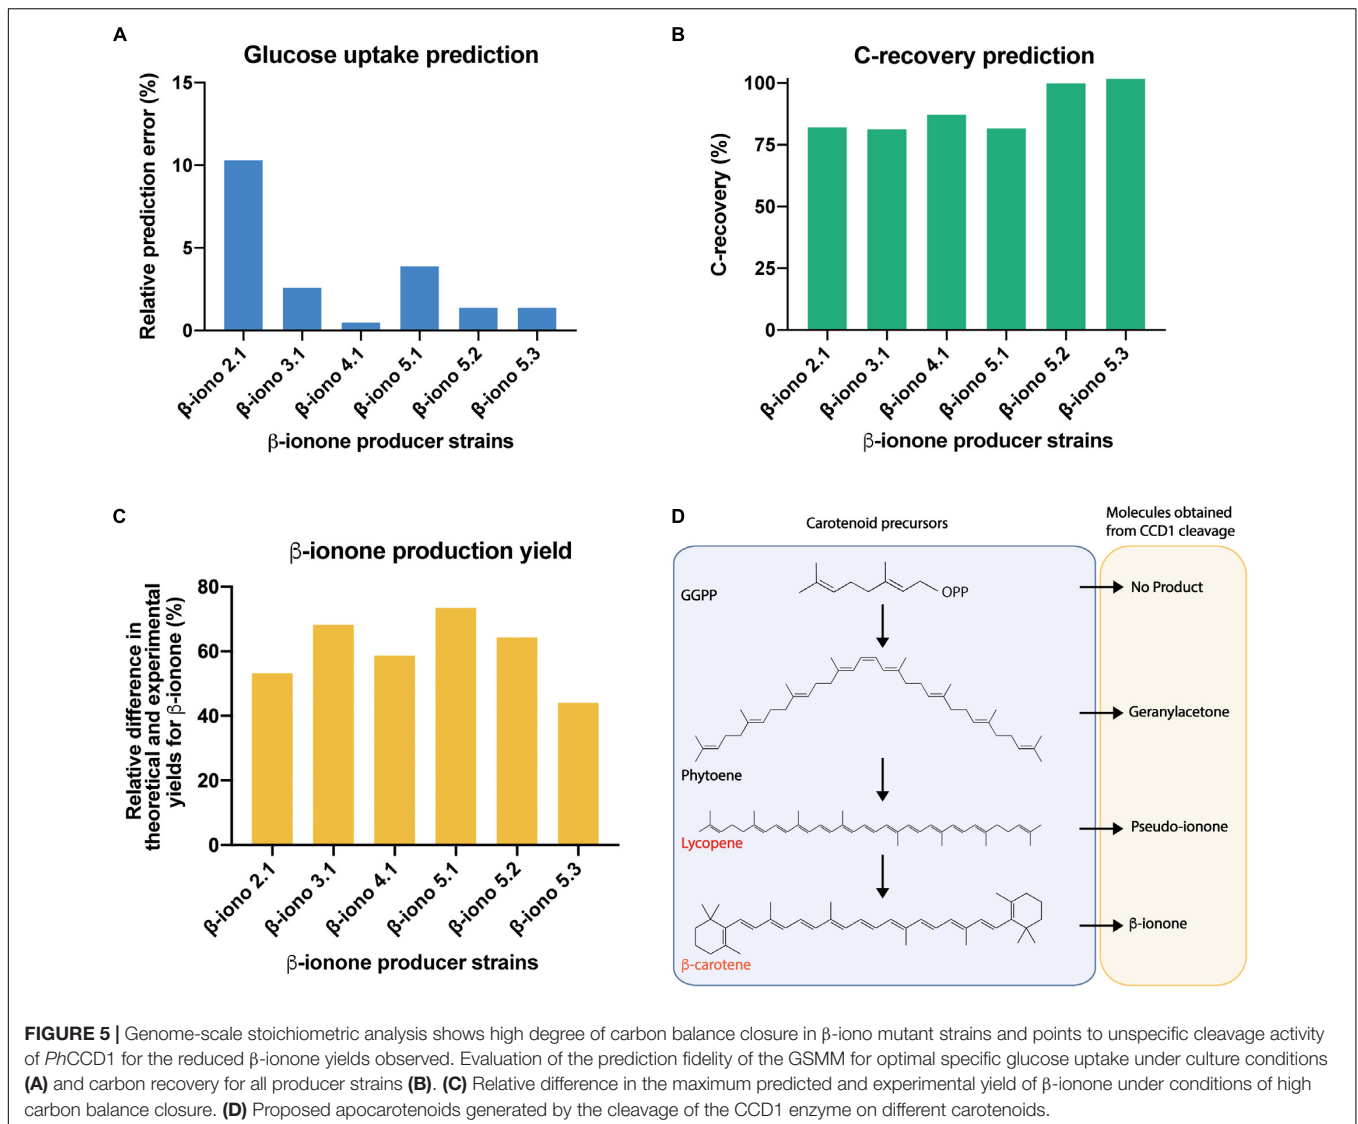 A
Glucose uptake prediction
Relative prediction error (%)
15
10
5
0
β-iono 2.1
β-iono 3.1
β-iono 4.1
β-iono 5.1
β-iono 5.2
β-iono 5.3
β-ionone producer strains
B
C-recovery prediction
C-recovery (%)
100
75
50
25
0
β-iono 2.1
β-iono 3.1
β-iono 4.1
β-iono 5.1
β-iono 5.2
β-iono 5.3
β-ionone producer strains
C
β-ionone production yield
Relative difference in
theoretical and experimental
yields for β-ionone (%)
80
60
40
20
0
β-iono 2.1
β-iono 3.1
β-iono 4.1
β-iono 5.1
β-iono 5.2
β-iono 5.3
β-ionone producer strains
D
Carotenoid precursors
Molecules obtained
from CCD1 cleavage
GGPP
OPP
No Product
Phytoene
Geranylacetone
Lycopene
Pseudo-ionone
β-carotene
β-ionone
FIGURE 5 | Genome-scale stoichiometric analysis shows high degree of carbon balance closure in β-iono mutant strains and points to unspecific cleavage activity
of PhCCD1 for the reduced β-ionone yields observed. Evaluation of the prediction fidelity of the GSMM for optimal specific glucose uptake under culture conditions
(A) and carbon recovery for all producer strains (B). (C) Relative difference in the maximum predicted and experimental yield of β-ionone under conditions of high
carbon balance closure. (D) Proposed apocarotenoids generated by the cleavage of the CCD1 enzyme on different carotenoids.